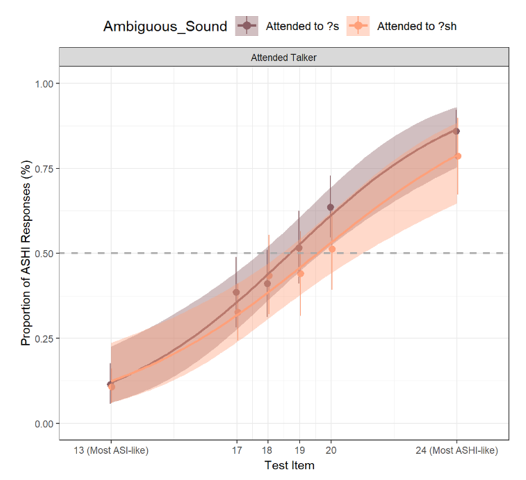 Ambiguous_Sound Attended to ?s Attended to ?sh
Attended Talker
Proportion of ASHI Responses (%)
1.00
0.75
0.50
0.25
0.00
13 (Most ASI-like) 17 18 19 20 24 (Most ASHI-like)
Test Item